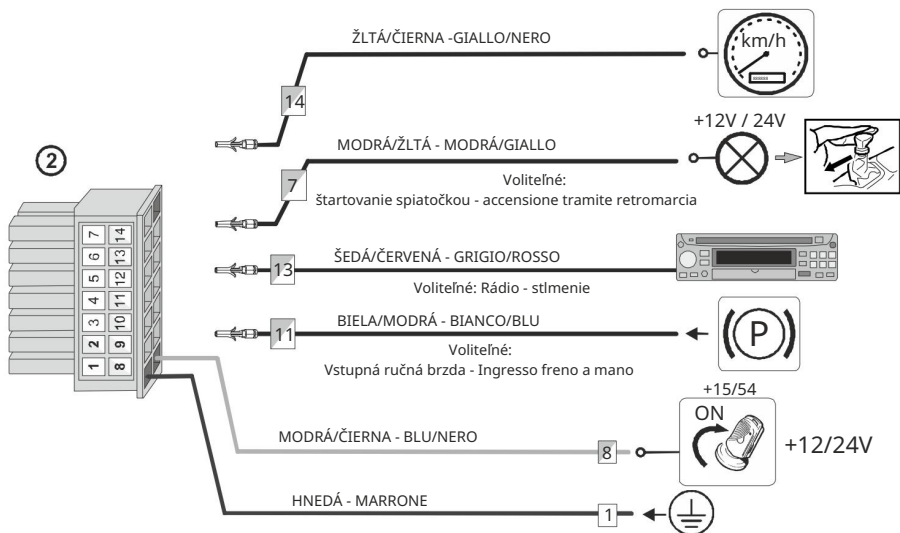 ŽLTÁ/ČIERNA -GIALLO/NERO
km/h
14
+12V / 24V
MODRÁ/ŽLTÁ - MODRÁ/GIALLO
2
7
Voliteľné:
štartovanie spiatočkou - accensione tramite retromarcia
7 14
6 13
5 12
4 11
3 10
2 9
1 8
ŠEDÁ/ČERVENÁ - GRIGIO/ROSSO
13
Voliteľné: Rádio - stlmenie
BIELA/MODRÁ - BIANCO/BLU
11
P
Voliteľné:
Vstupná ručná brzda - Ingresso freno a mano
+15/54
ON
MODRÁ/ČIERNA - BLU/NERO
8
+12/24V
HNEDÁ - MARRONE
1